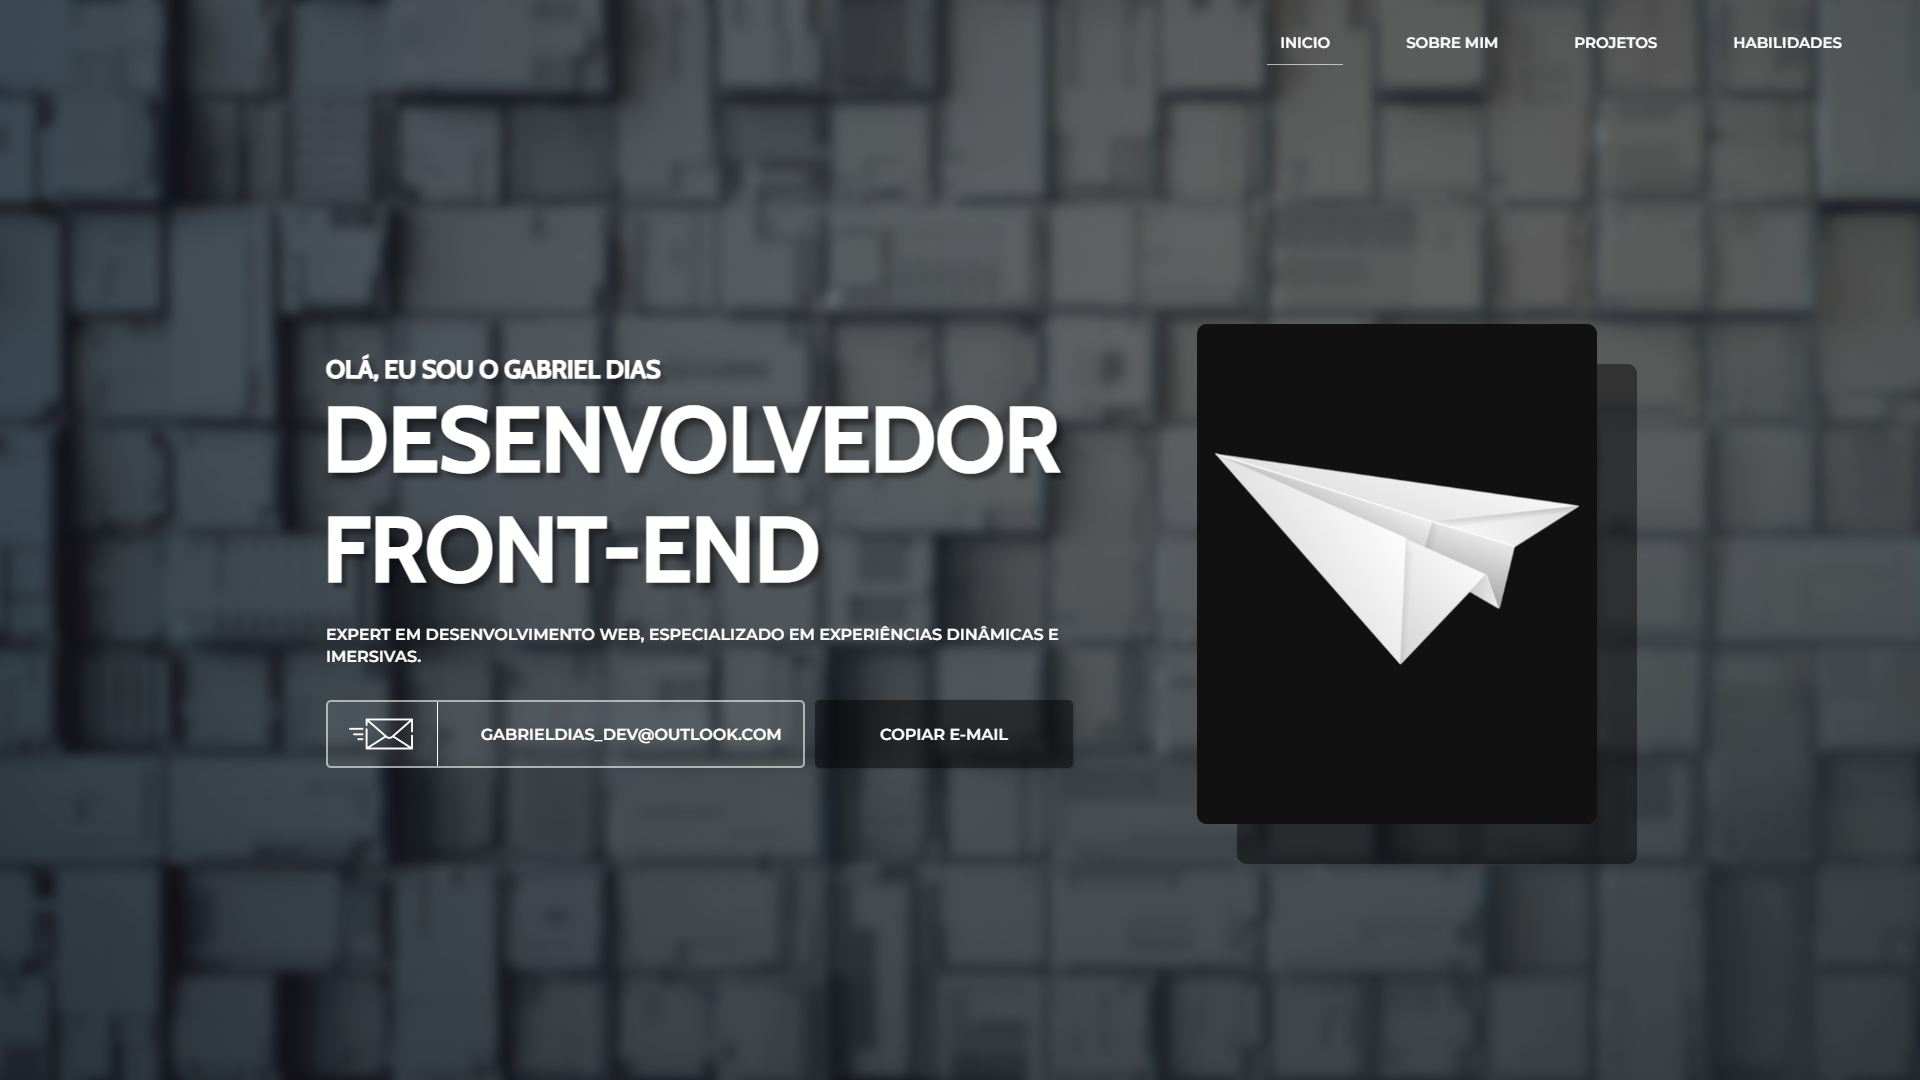 INICIO
SOBRE MIM
PROJETOS
HABILIDADES
OLÁ, EU SOU O GABRIEL DIAS
DESENVOLVEDOR
FRONT-END
EXPERT EM DESENVOLVIMENTO WEB, ESPECIALIZADO EM EXPERIÊNCIAS DINÂMICAS E
IMERSIVAS.
GABRIELDIAS_DEV@OUTLOOK.COM
COPIAR E-MAIL